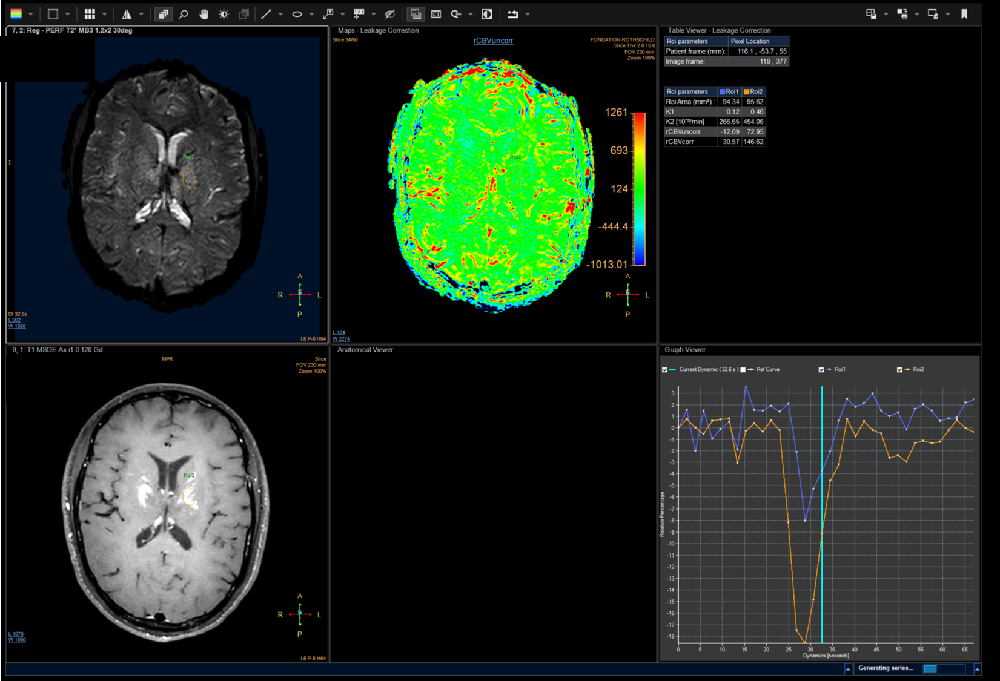 7, 2: Reg - PERF T2* MB3 1.2x2 30deg
Roi2
Dt 32.6s
L 902
W 1568
A
R L
P
L6 P-8 H64
Maps - Leakage Correction
Slice 34/60
rCBVuncorr
FONDATION ROTHSCHILD
Slice Thk 2.0 / 0.0
FOV 230 mm
Zoom 100%
Roi2
1261
693
124
-444.4
-1013.01
A
R L
P
L 124
W 2274
Table Viewer - Leakage Correction
Roi parameters Pixel Location
Patient frame (mm): 116.1 , -53.7 , 55
Image frame: 118 , 377
Roi parameters Roi1 Roi2
Roi Area (mm²) : 94.34 95.62
K1 0.12 0.46
K2 [10⁻³/min] 266.65 454.06
rCBVuncorr -12.69 72.95
rCBVcorr 30.57 146.62
9, 1: T1 MSDE Ax i1.0 120 Gd
MPR
Slice
FOV 230 mm
Zoom 100%
Roi2
A
R L
P
L 1070
W 1860
L6 P-8 H64
Anatomical Viewer
Graph Viewer
Current Dynamic ( 32.6 s ) Ref Curve Roi1 Roi2
3
2
1
0
-1
-2
-3
-4
-5
-6
-7
-8
-9
-10
-11
-12
-13
-14
-15
-16
-17
-18
Relative Percentage
0 5 10 15 20 25 30 35 40 45 50 55 60 65
Dynamics [seconds]
Generating series...